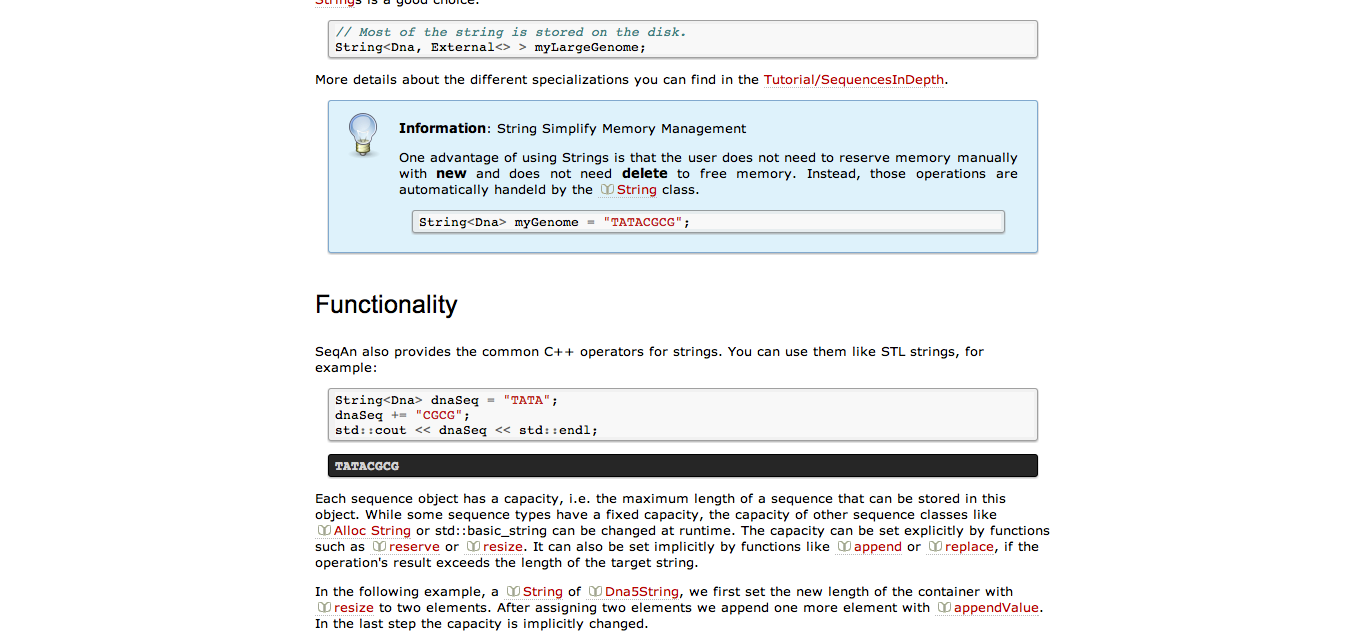 Strings is a good choice.
// Most of the string is stored on the disk.
String<Dna, External<> > myLargeGenome;
More details about the different specializations you can find in the Tutorial/SequencesInDepth.
Information: String Simplify Memory Management
One advantage of using Strings is that the user does not need to reserve memory manually
with new and does not need delete to free memory. Instead, those operations are
automatically handeld by the String class.
String<Dna> myGenome = "TATACGCG";
Functionality
SeqAn also provides the common C++ operators for strings. You can use them like STL strings, for
example:
String<Dna> dnaSeq = "TATA";
dnaSeq += "CGCG";
std::cout << dnaSeq << std::endl;
TATACGCG
Each sequence object has a capacity, i.e. the maximum length of a sequence that can be stored in this
object. While some sequence types have a fixed capacity, the capacity of other sequence classes like
Alloc String or std::basic_string can be changed at runtime. The capacity can be set explicitly by functions
such as reserve or resize. It can also be set implicitly by functions like append or replace, if the
operation's result exceeds the length of the target string.
In the following example, a String of Dna5String, we first set the new length of the container with
resize to two elements. After assigning two elements we append one more element with appendValue.
In the last step the capacity is implicitly changed.